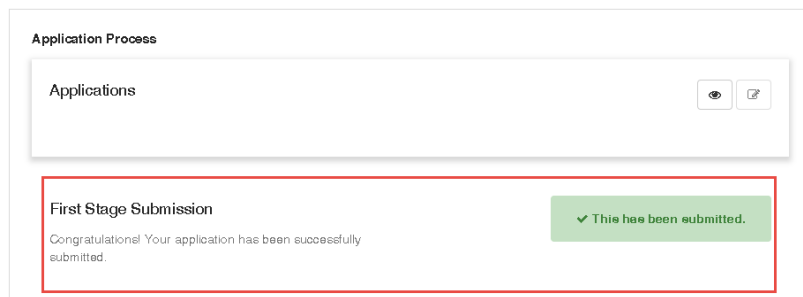 Application Process
Applications
First Stage Submission
This has been submitted.
Congratulations! Your application has been successfully
submitted.